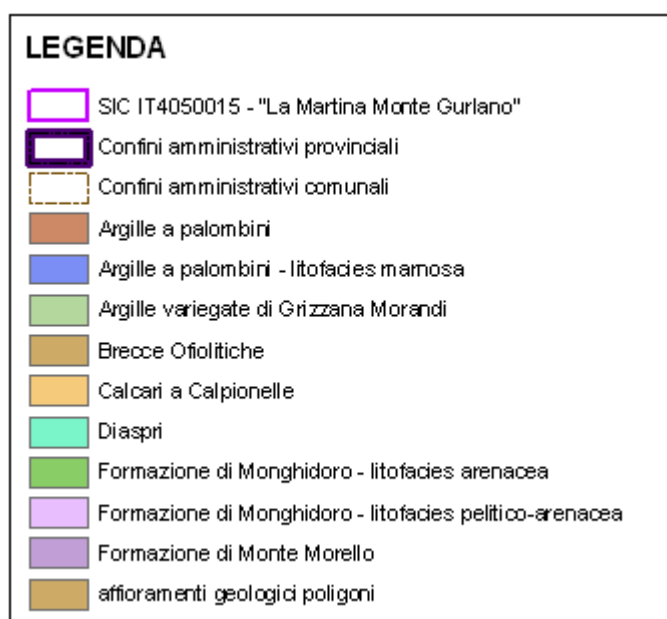 LEGENDA
SIC IT4050015 - "La Martina Monte Gurlano"
Confini amministrativi provinciali
Confini amministrativi comunali
Argille a palombini
Argille a palombini - litofacies marnosa
Argille variegate di Grizzana Morandi
Brecce Ofiolitiche
Calcari a Calpionelle
Diaspri
Formazione di Monghidoro - litofacies arenacea
Formazione di Monghidoro - litofacies pelitico-arenacea
Formazione di Monte Morello
affioramenti geologici poligoni